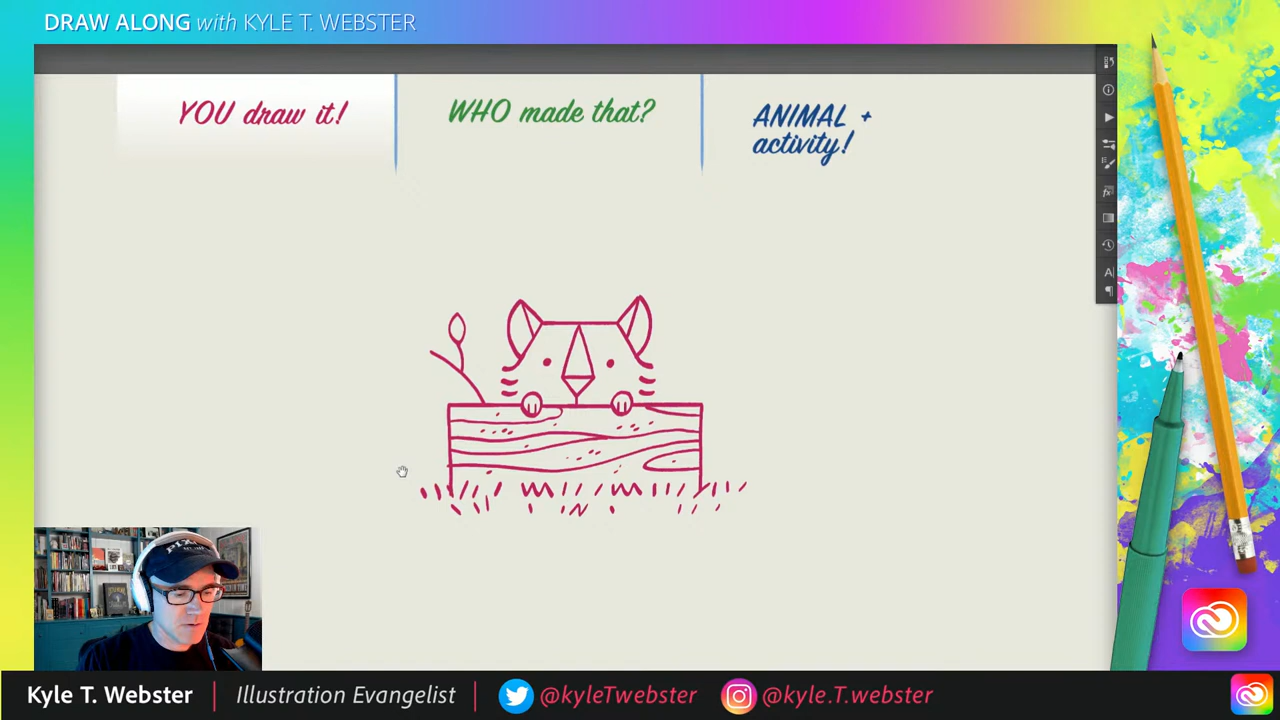 DRAW ALONG with KYLE T. WEBSTER
YOU draw it!
WHO made that?
ANIMAL +
activity!
Kyle T. Webster | Illustration Evangelist | @kyleTwebster @kyle.T.webster